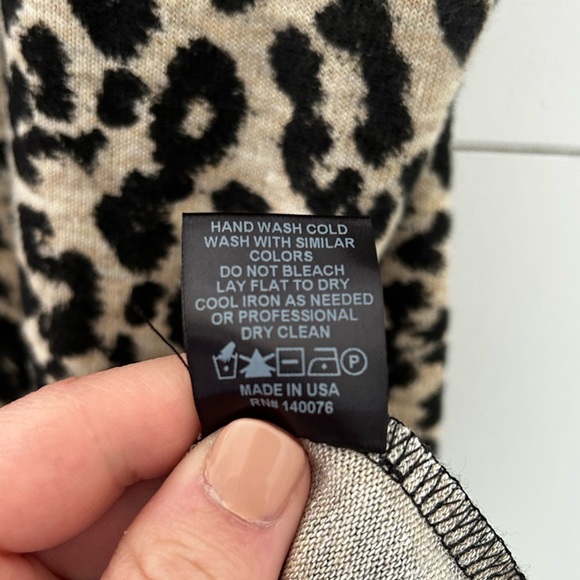 HAND WASH COLD
WASH WITH SIMILAR
COLORS
DO NOT BLEACH
LAY FLAT TO DRY
COOL IRON AS NEEDED
OR PROFESSIONAL
DRY CLEAN
P
MADE IN USA
RN# 140076